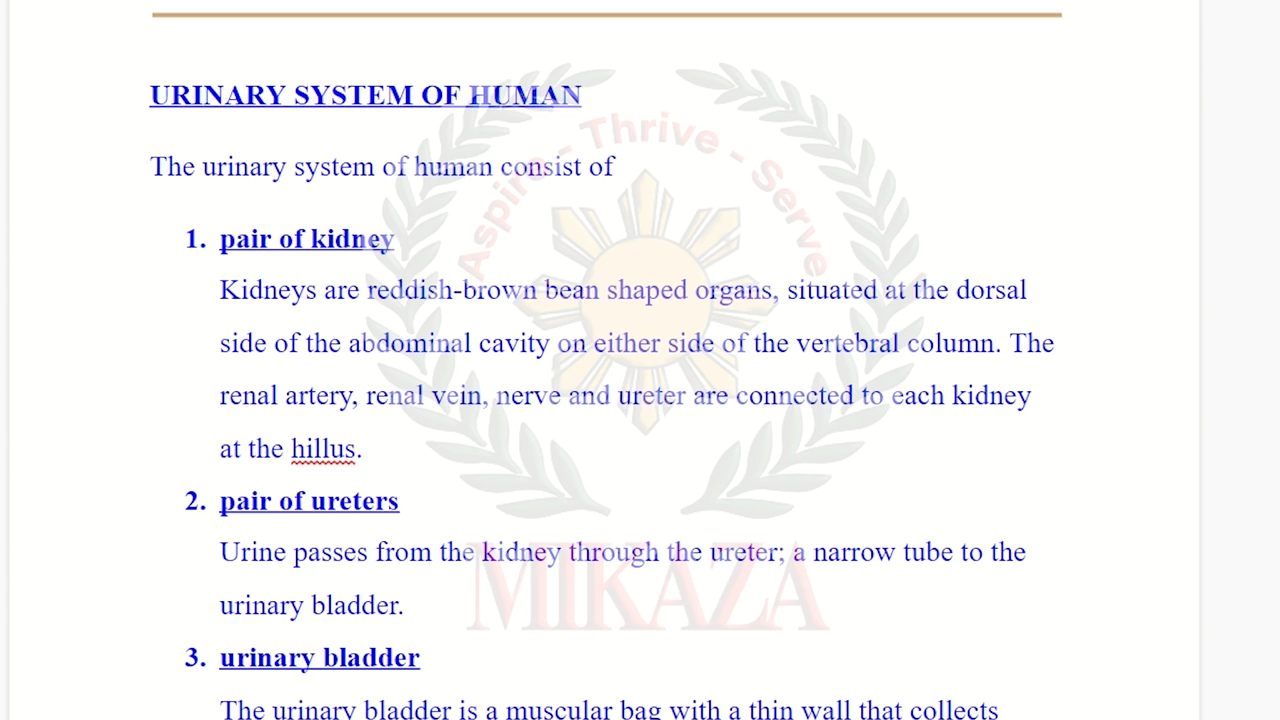 URINARY SYSTEM OF HUMAN
Aspire - Thrive - Serve
The urinary system of human consist of
1. pair of kidney
Kidneys are reddish-brown bean shaped organs, situated at the dorsal
side of the abdominal cavity on either side of the vertebral column. The
renal artery, renal vein, nerve and ureter are connected to each kidney
at the hillus.
2. pair of ureters
Urine passes from the kidney through the ureter; a narrow tube to the
urinary bladder.
MIKAZA
3. urinary bladder
The urinary bladder is a muscular bag with a thin wall that collects